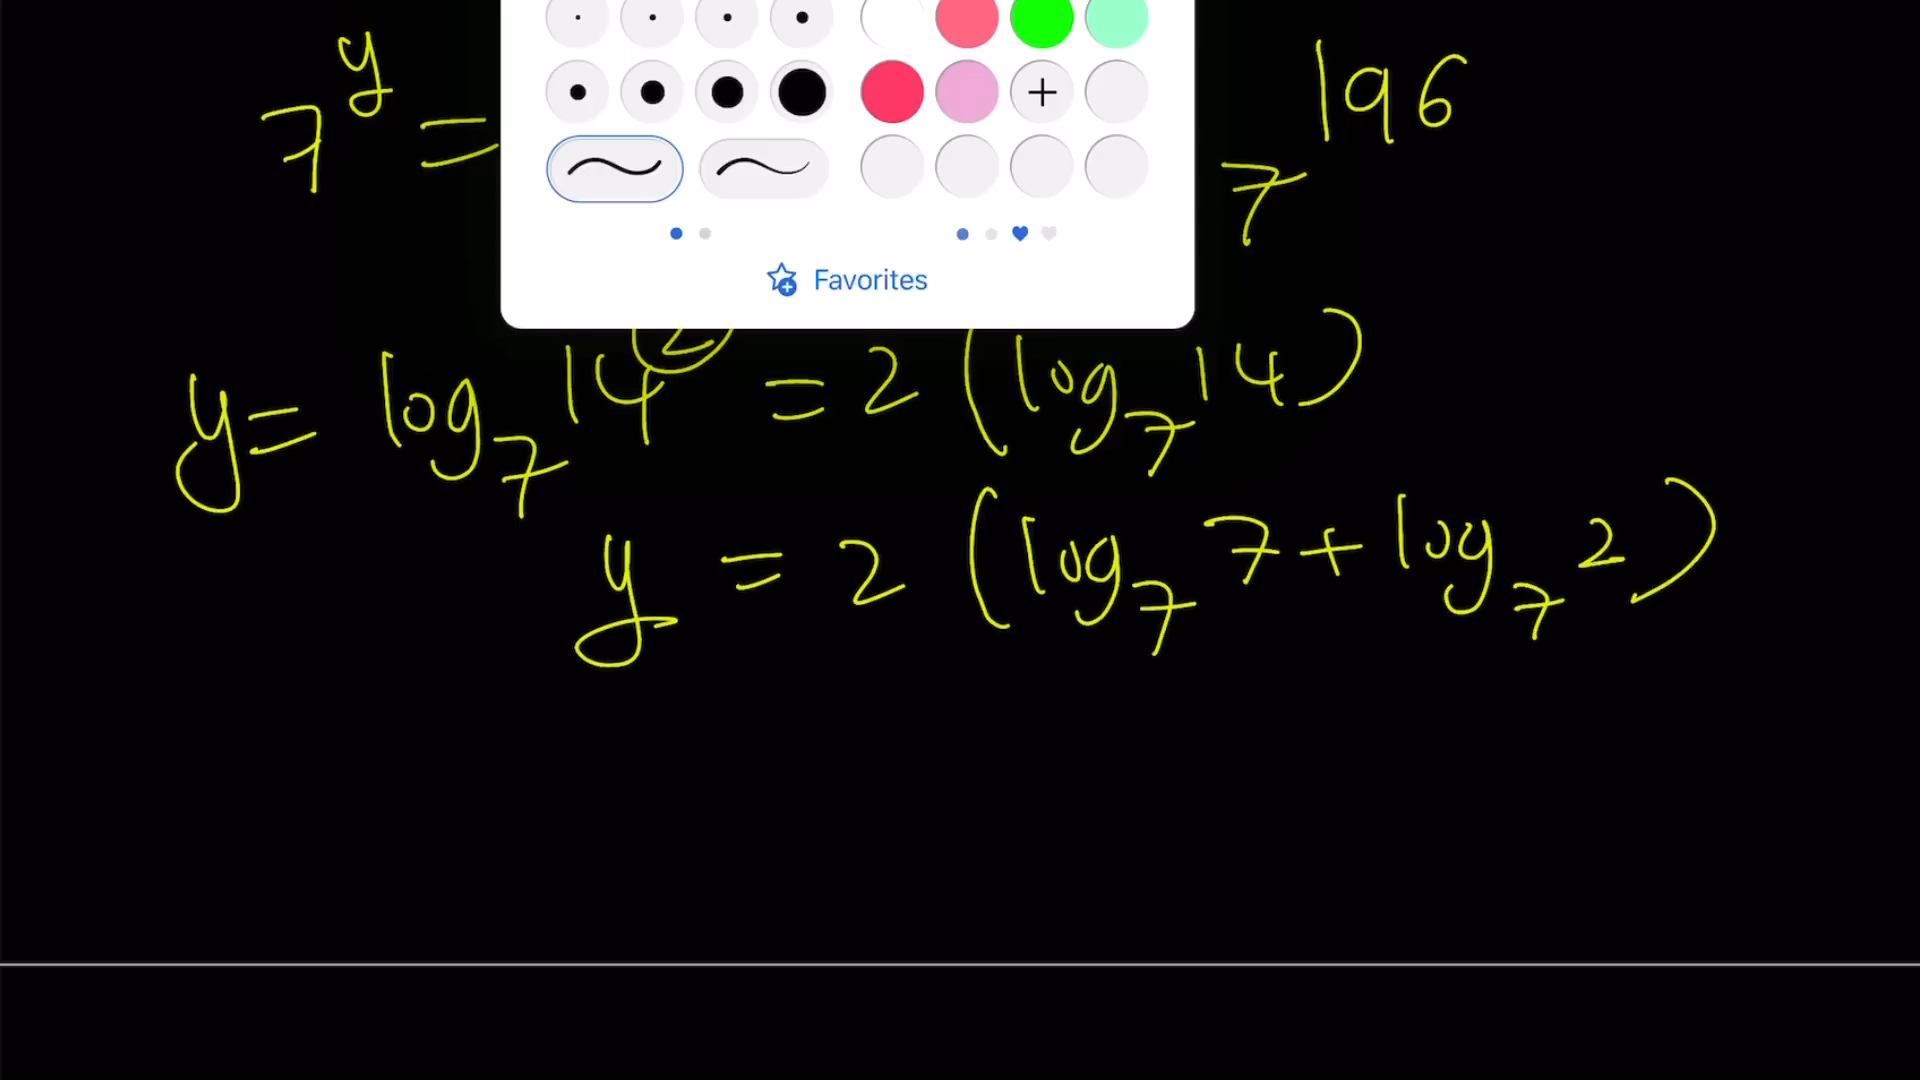 7^y = 7 196
Favorites
y = log_7 14^2 = 2 (log_7 14)
y = 2 (log_7 7 + log_7 2)